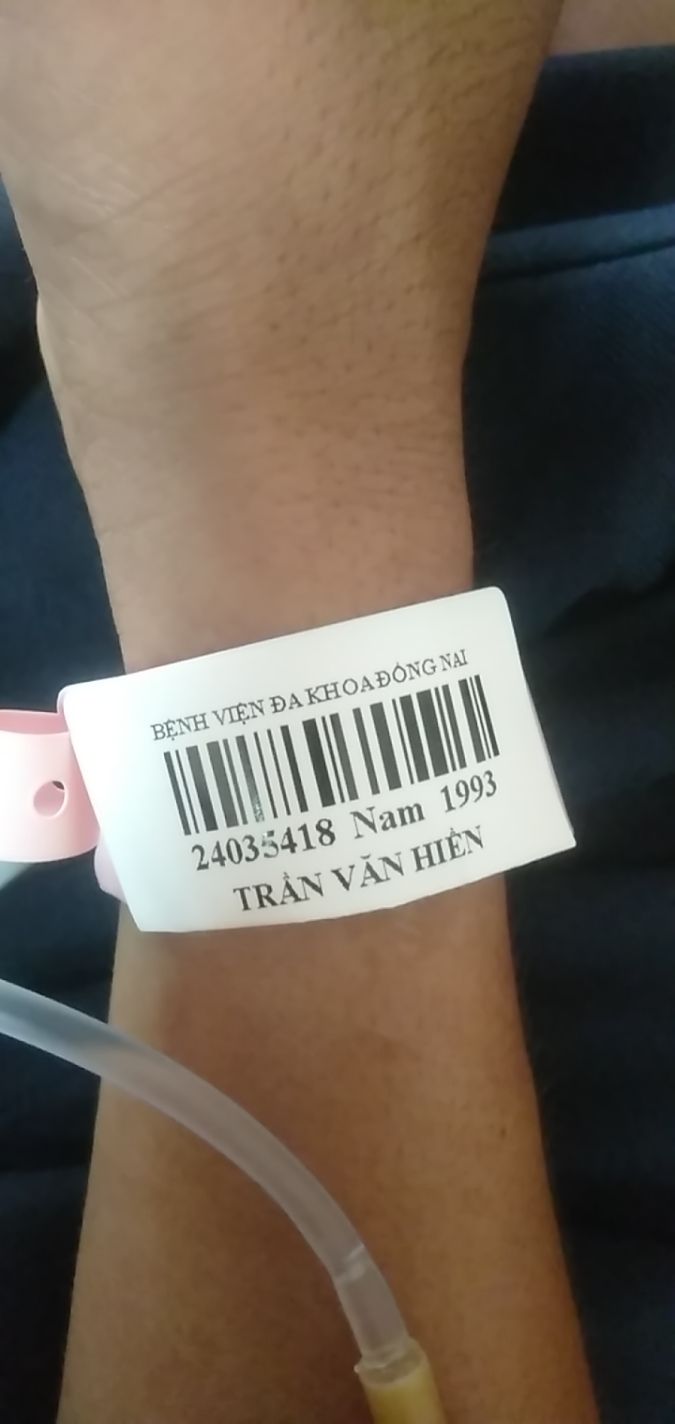 BỆNH VIỆN ĐA KHOA ĐỒNG NAI
24035418 Nam 1993
TRẦN VĂN HIỀN